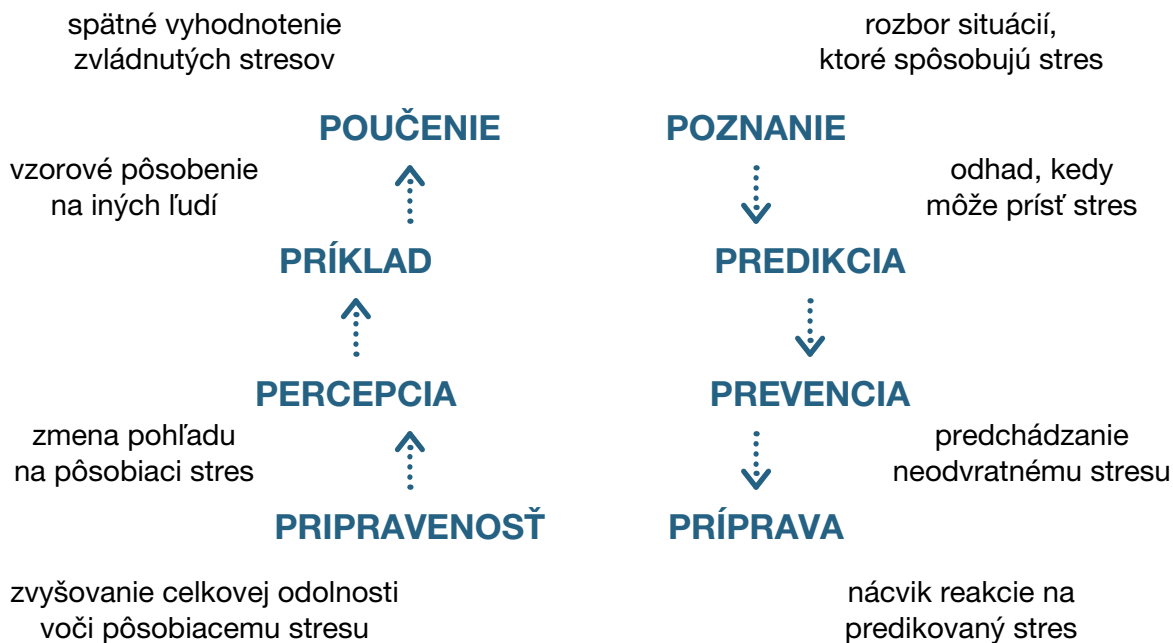 spätné vyhodnotenie
zvládnutých stresov
rozbor situácií,
ktoré spôsobujú stres
POUČENIE
POZNANIE
vzorové pôsobenie
na iných ľudí
odhad, kedy
môže prísť stres
PRÍKLAD
PREDIKCIA
PERCEPCIA
PREVENCIA
zmena pohľadu
na pôsobiaci stres
predchádzanie
neodvratnému stresu
PRIPRAVENOSŤ
PRÍPRAVA
zvyšovanie celkovej odolnosti
voči pôsobiacemu stresu
nácvik reakcie na
predikovaný stres